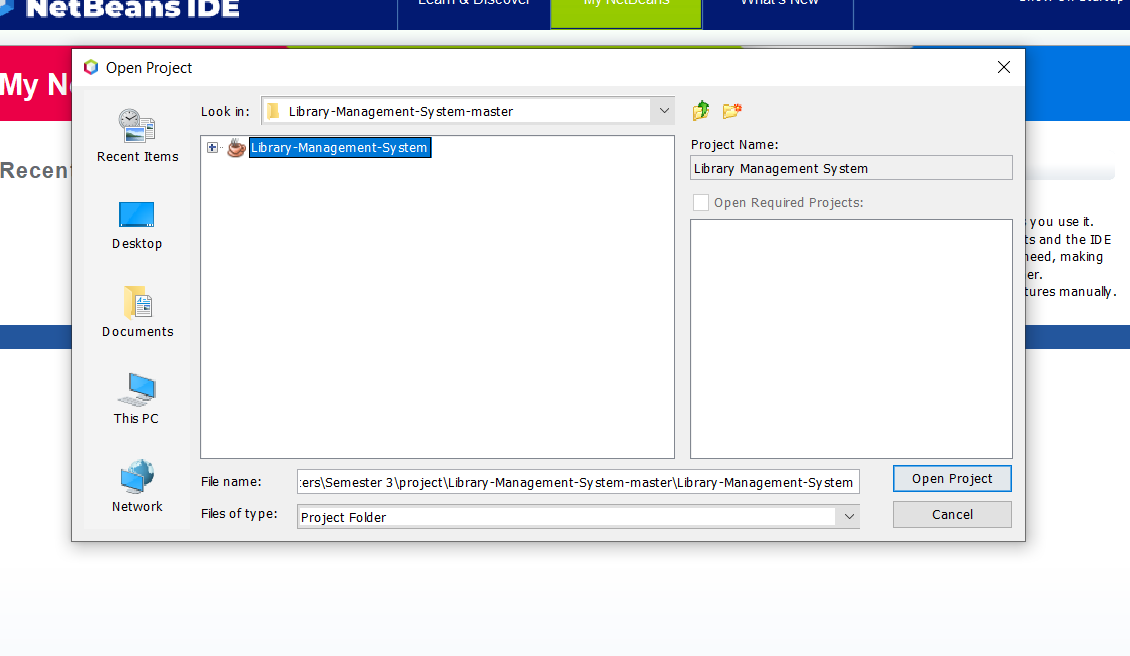 NetBeans IDE
Learn & Discover
My NetBeans
What's New
Show On Startup
My Ne
Open Project
Look in:
Library-Management-System-master
Recent Items
Library-Management-System
Project Name:
Library Management System
Recent
Open Required Projects:
Desktop
s you use it.
ts and the IDE
need, making
er.
tures manually.
Documents
This PC
Network
File name:
:ers\Semester 3\project\Library-Management-System-master\Library-Management-System
Open Project
Files of type:
Project Folder
Cancel